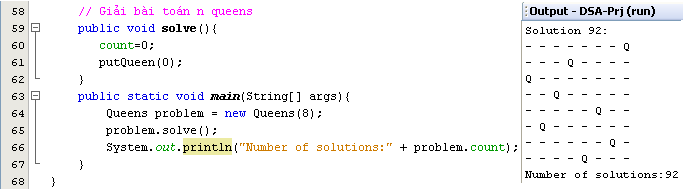 58 // Giải bài toán n queens
59 public void solve(){
60 count=0;
61 putQueen(0);
62 }
63 public static void main(String[] args){
64 Queens problem = new Queens(8);
65 problem.solve();
66 System.out.println("Number of solutions:" + problem.count);
67 }
68 }
Output - DSA-Prj (run)
Solution 92:
- - - - - - - Q
- - - Q - - - -
Q - - - - - - -
- - Q - - - - -
- - - - - Q - -
- Q - - - - - -
- - - - - - Q -
- - - - Q - - -
Number of solutions:92